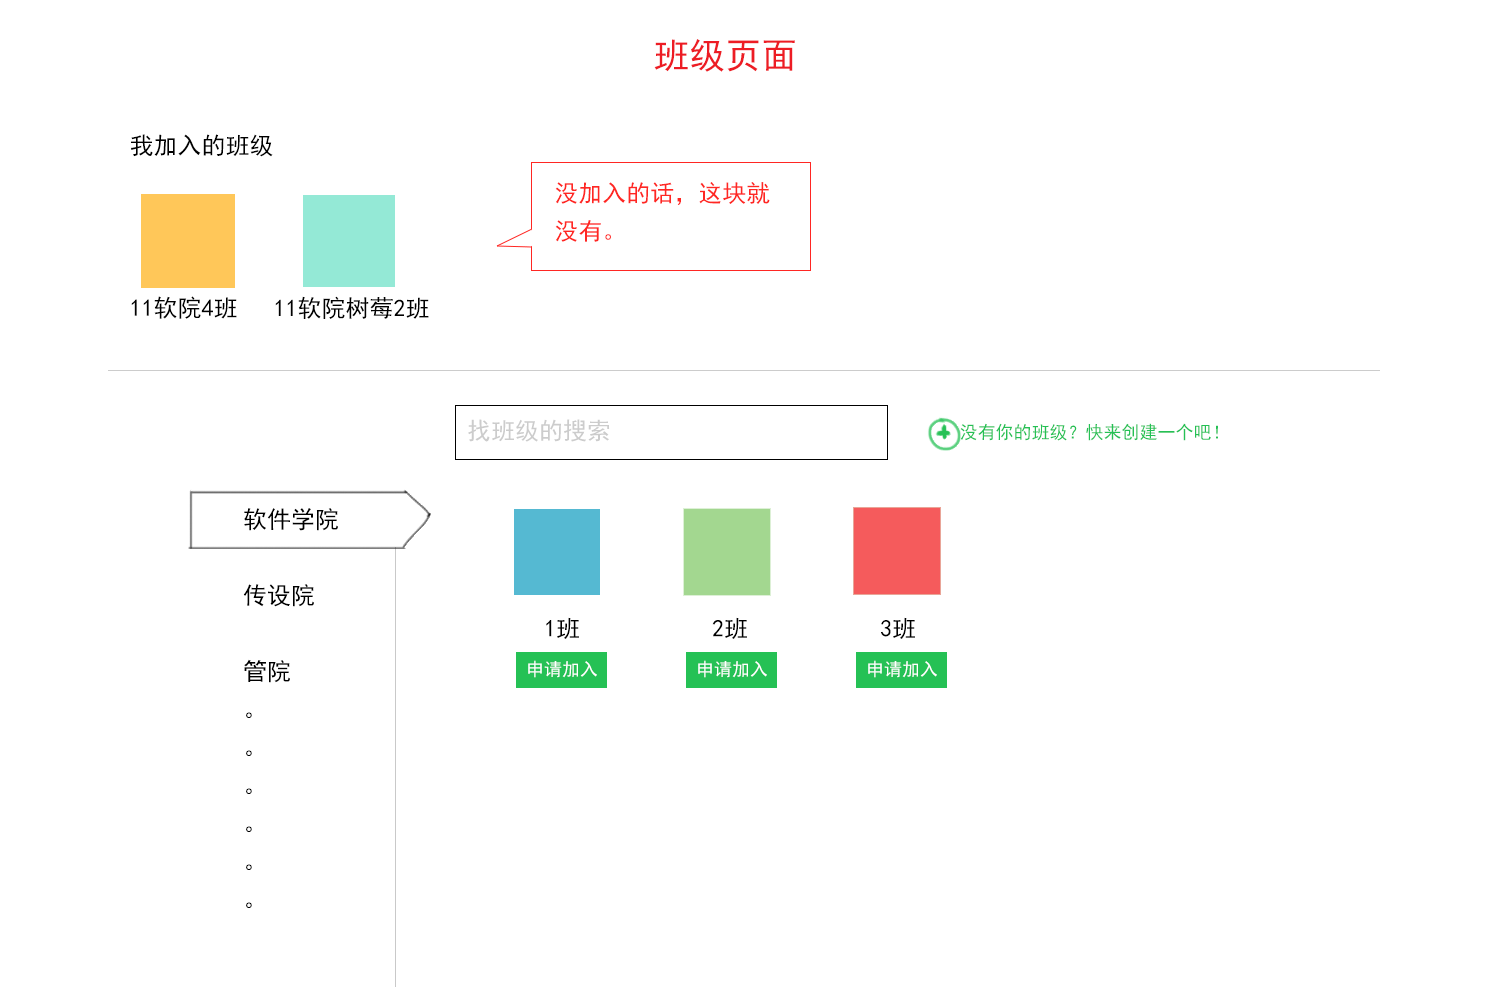 班级页面
我加入的班级
没加入的话，这块就
没有。
11软院4班
11软院树莓2班
找班级的搜索
没有你的班级？快来创建一个吧！
软件学院
传设院
管院
。
。
。
。
。
。
1班
2班
3班
申请加入
申请加入
申请加入